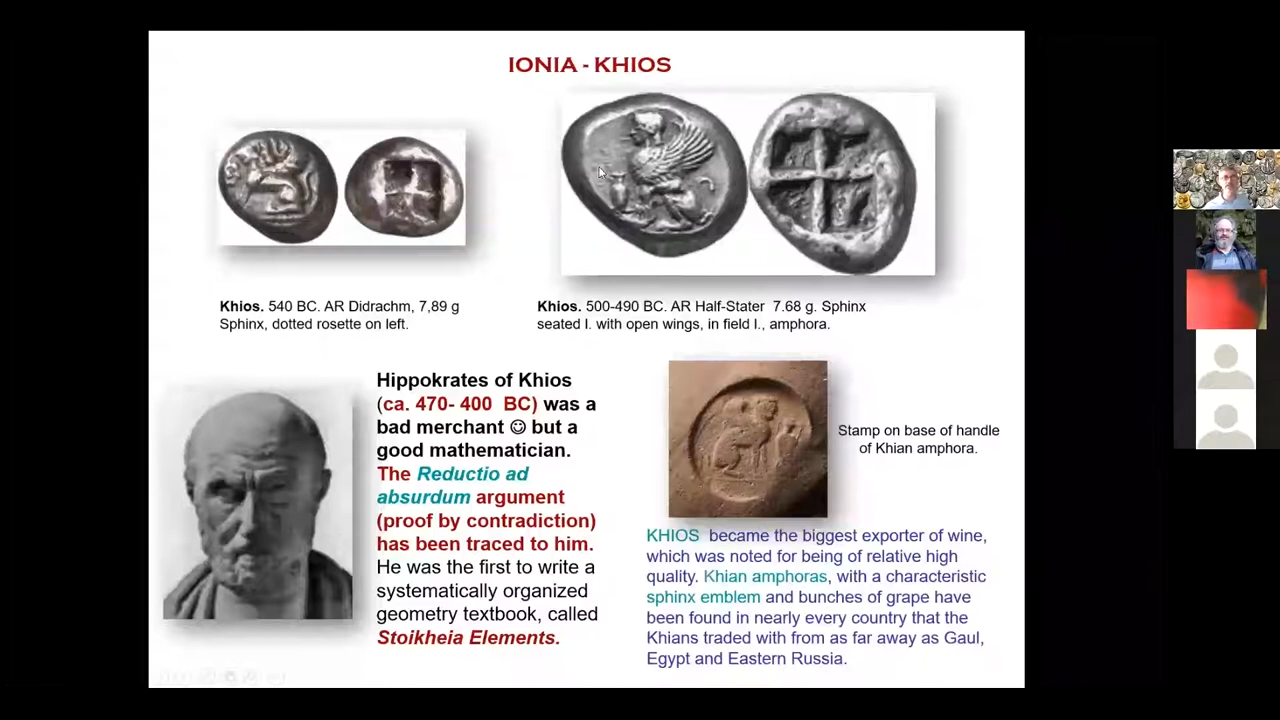 IONIA - KHIOS
Khios. 540 BC. AR Didrachm, 7,89 g
Sphinx, dotted rosette on left.
Khios. 500-490 BC. AR Half-Stater 7.68 g. Sphinx
seated l. with open wings, in field l., amphora.
Hippokrates of Khios
(ca. 470- 400 BC) was a
bad merchant ☺ but a
good mathematician.
The Reductio ad
absurdum argument
(proof by contradiction)
has been traced to him.
He was the first to write a
systematically organized
geometry textbook, called
Stoikheia Elements.
Stamp on base of handle
of Khian amphora.
KHIOS became the biggest exporter of wine,
which was noted for being of relative high
quality. Khian amphoras, with a characteristic
sphinx emblem and bunches of grape have
been found in nearly every country that the
Khians traded with from as far away as Gaul,
Egypt and Eastern Russia.